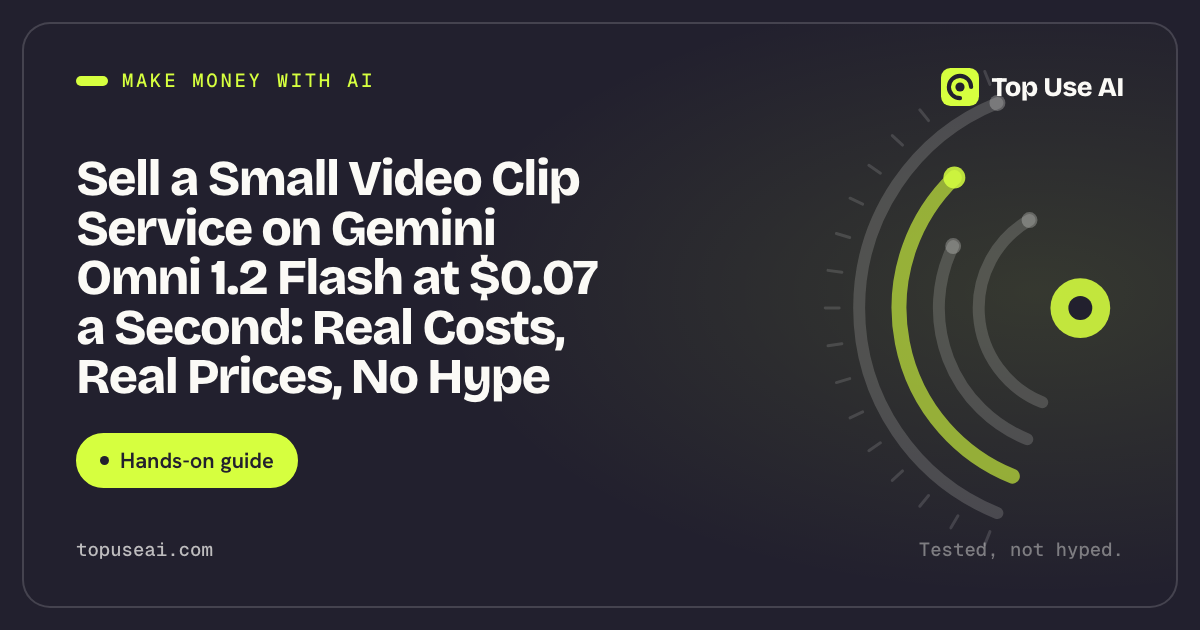 MAKE MONEY WITH AI
Top Use AI
Sell a Small Video Clip
Service on Gemini
Omni 1.2 Flash at $0.07
a Second: Real Costs,
Real Prices, No Hype
Hands-on guide
topuseai.com
Tested, not hyped.